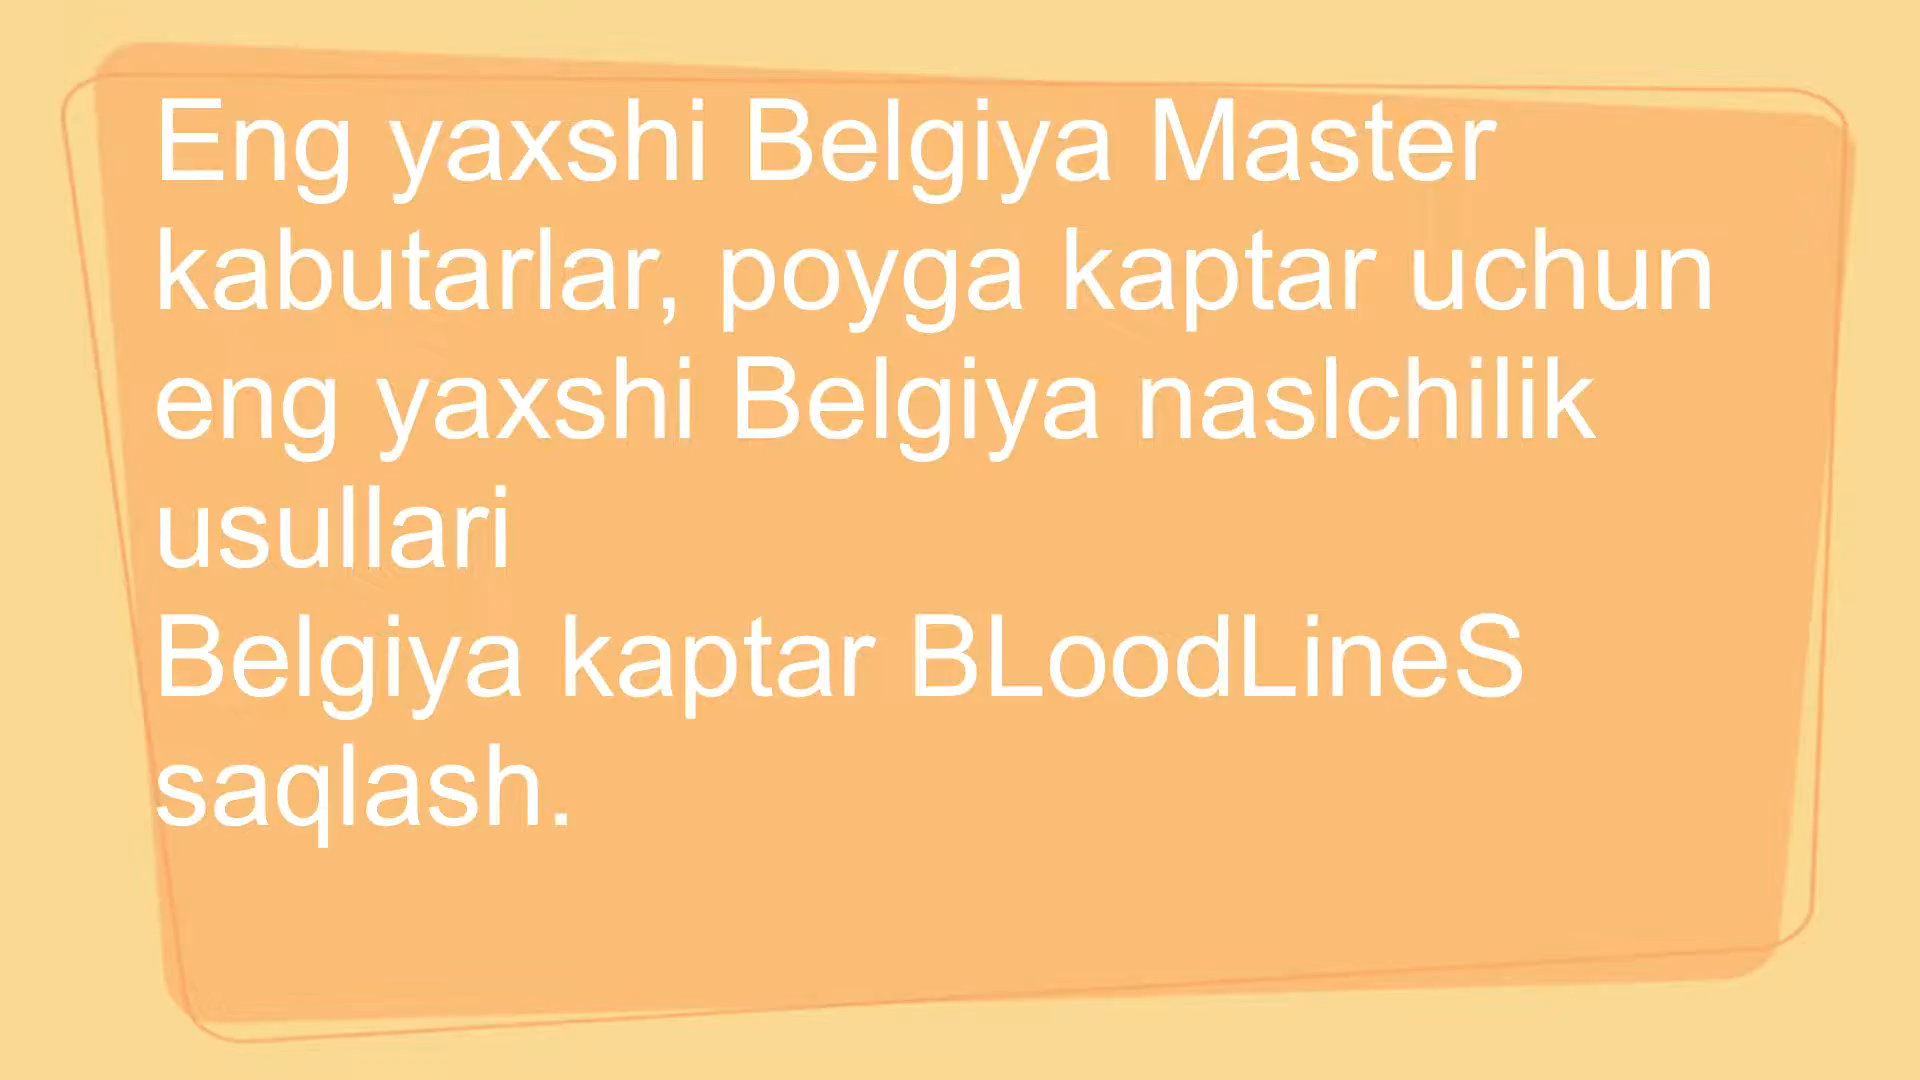 Eng yaxshi Belgiya Master
kabutarlar, poyga kaptar uchun
eng yaxshi Belgiya naslchilik
usullari
Belgiya kaptar BLoodLineS
saqlash.